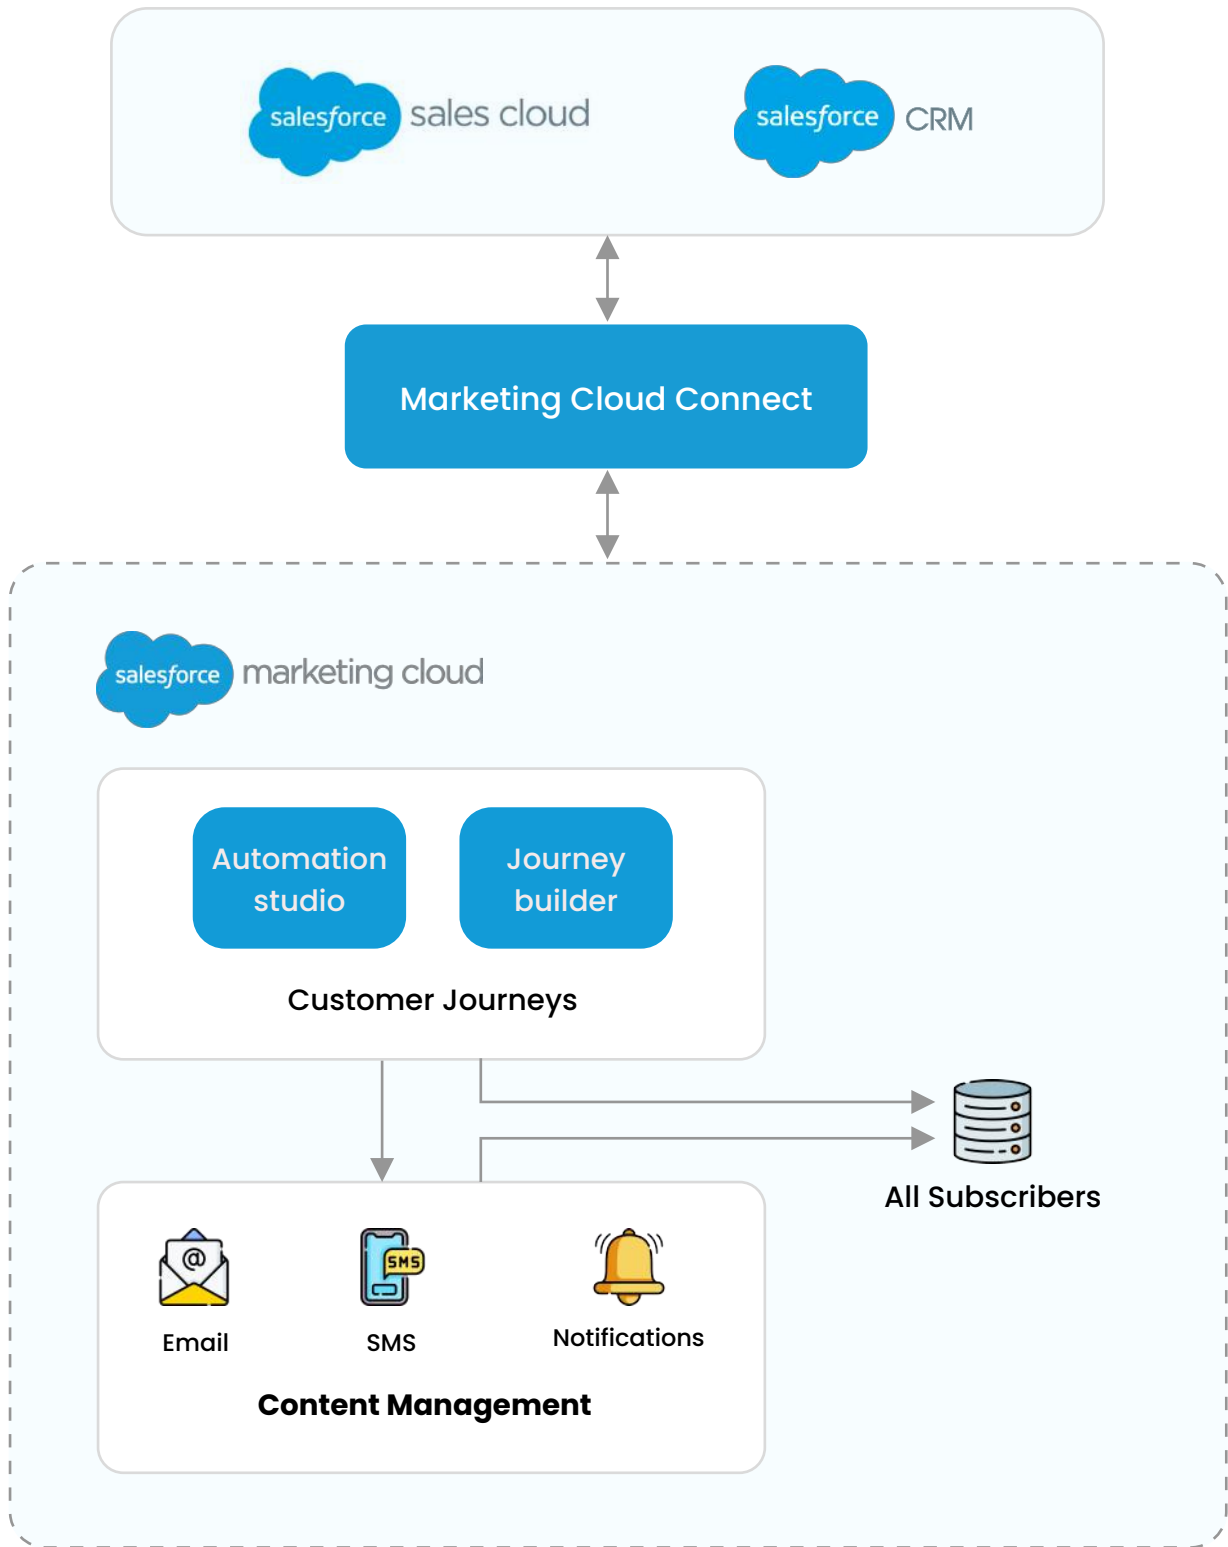 salesforce sales cloud
salesforce CRM
Marketing Cloud Connect
salesforce marketing cloud
Automation
studio
Journey
builder
Customer Journeys
All Subscribers
@
SMS
Email
SMS
Notifications
Content Management